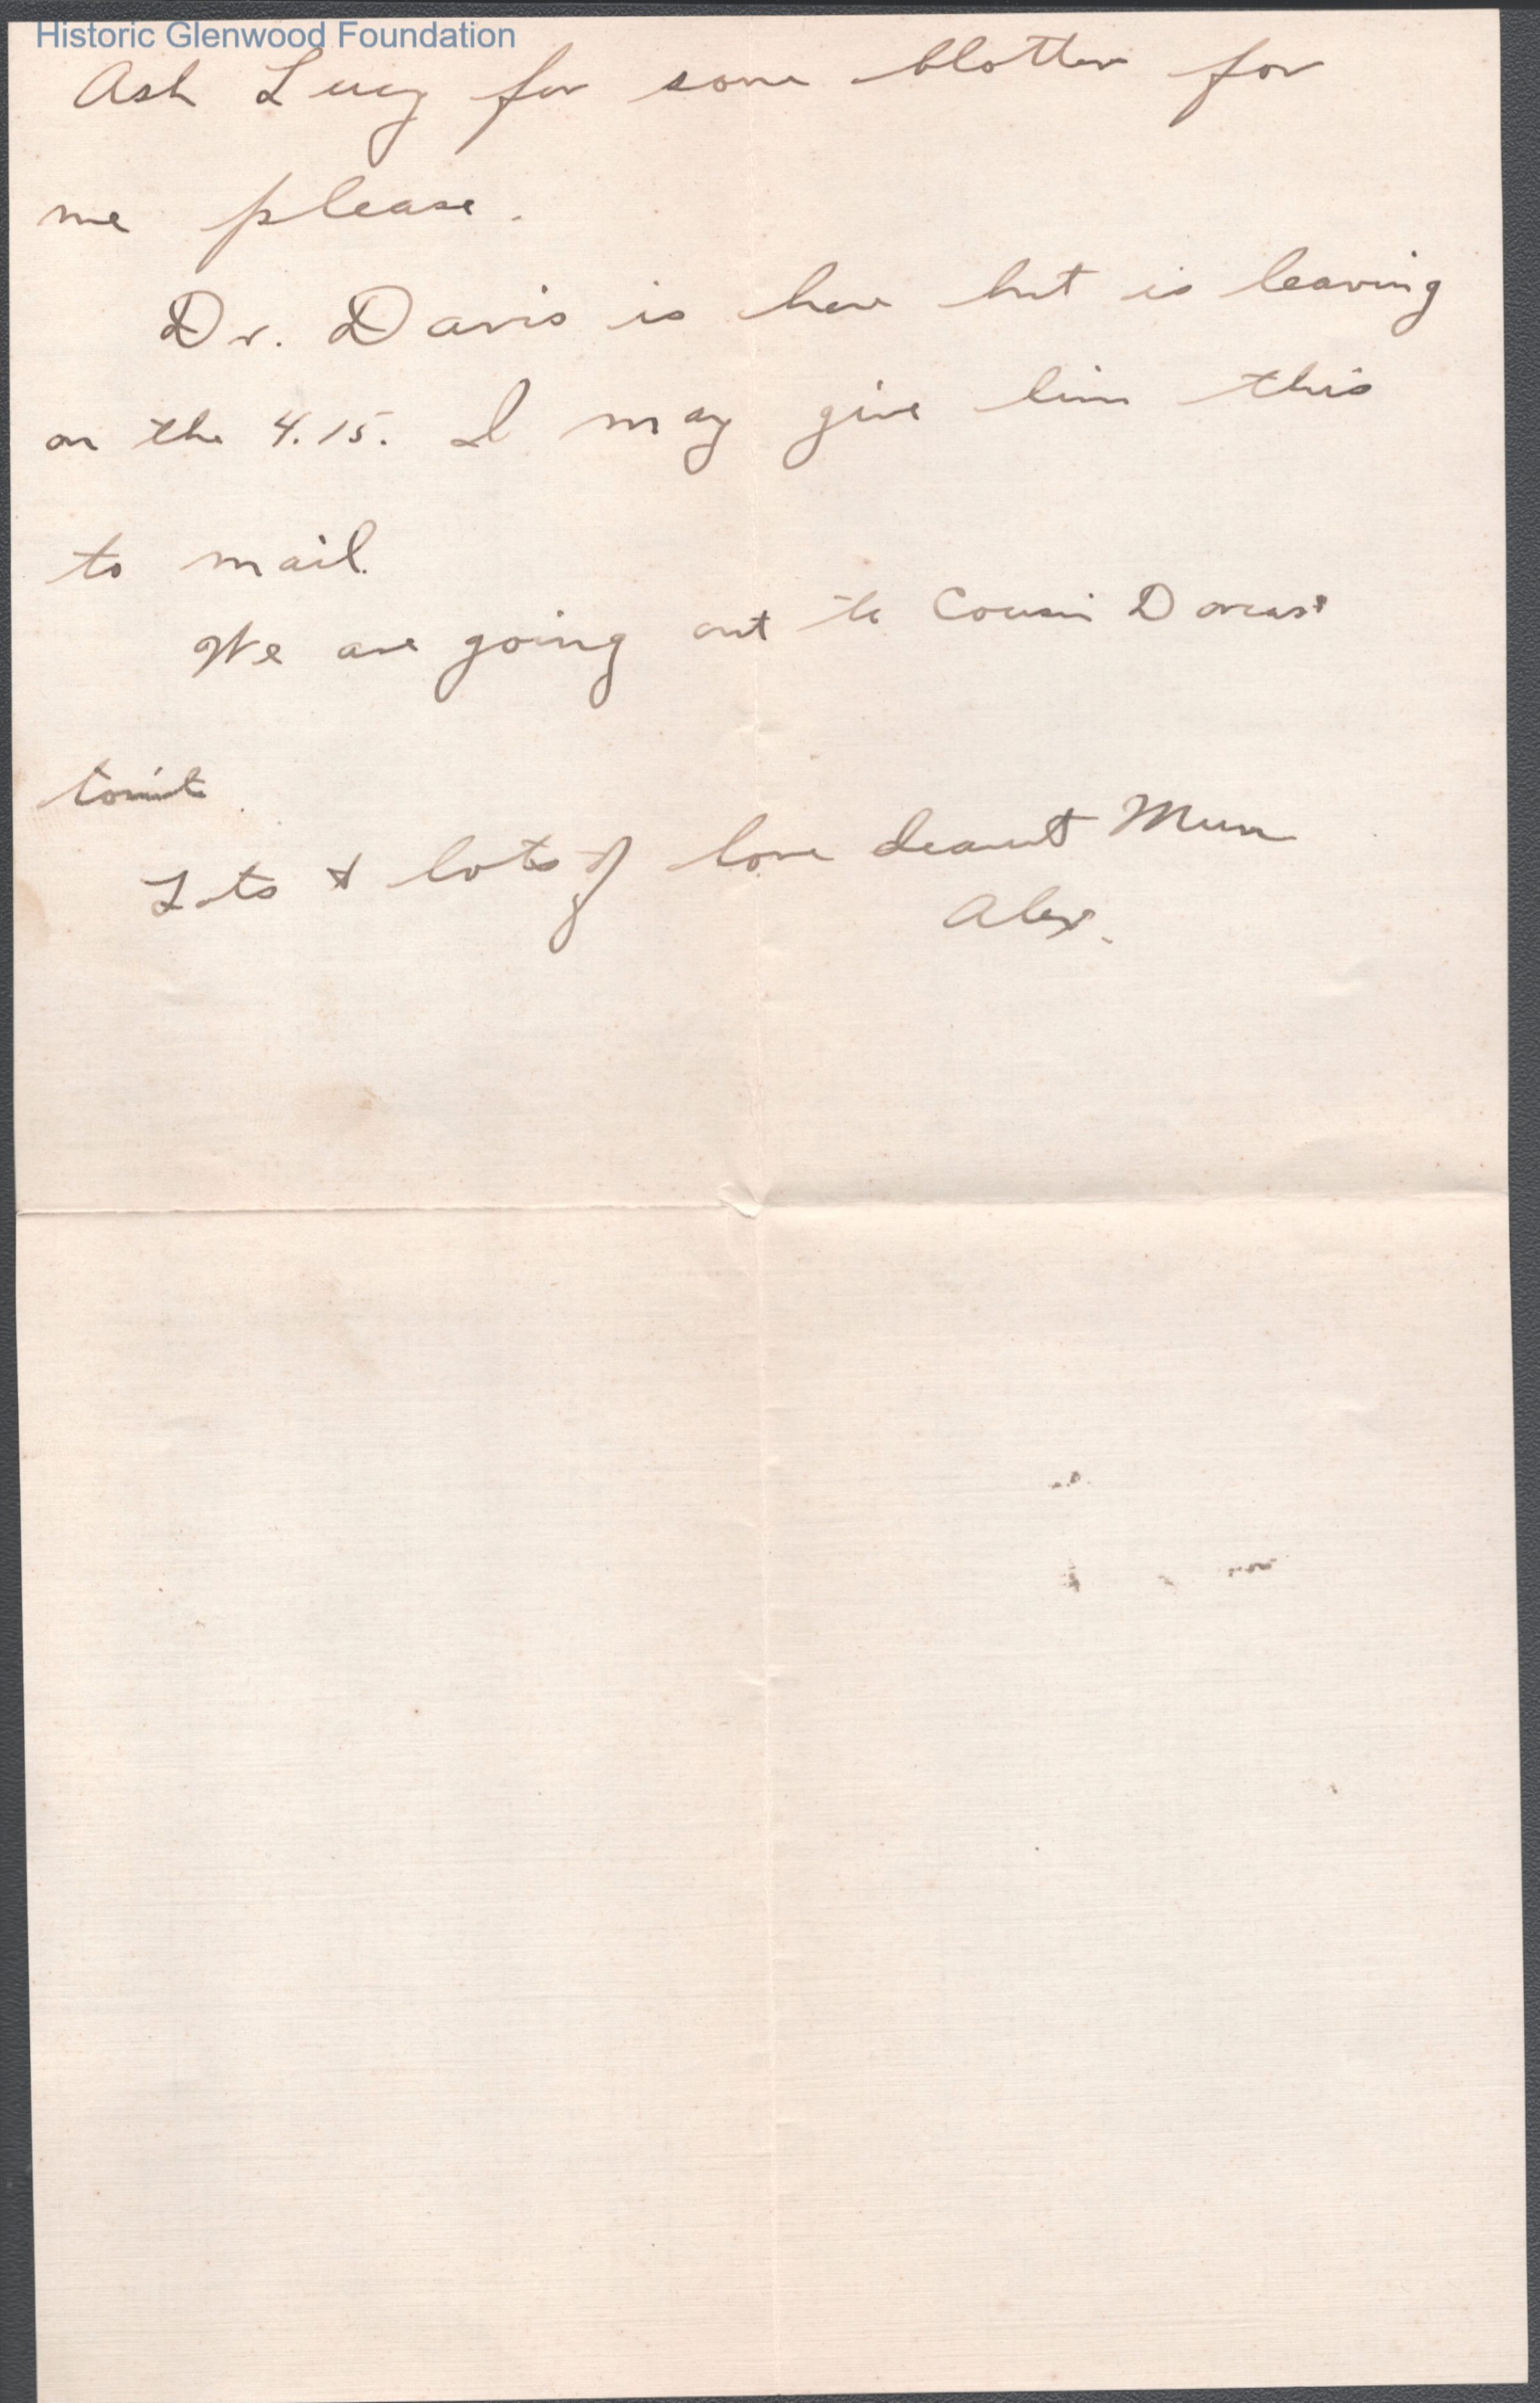 Historic Glenwood Foundation
Ask Lucy for some blotters for
me please.
Dr. Davis is here but is leaving
on the 4.15. I may give him this
to mail.
We are going out to Cousin Dorcas'
tonit.
Lots & lots of love dearest Mum
Alex.